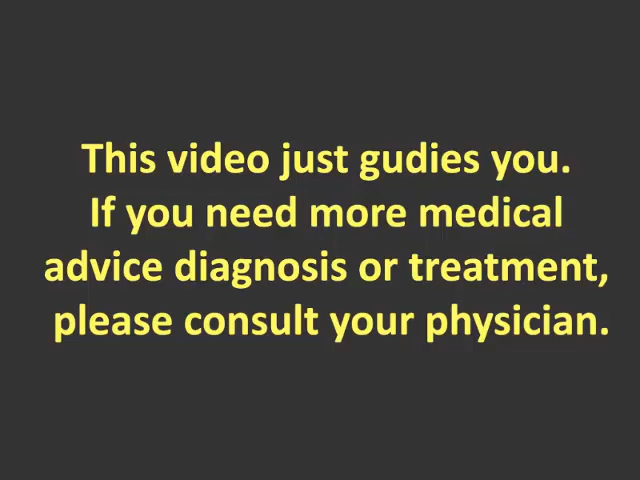 This video just gudies you.
If you need more medical
advice diagnosis or treatment,
please consult your physician.